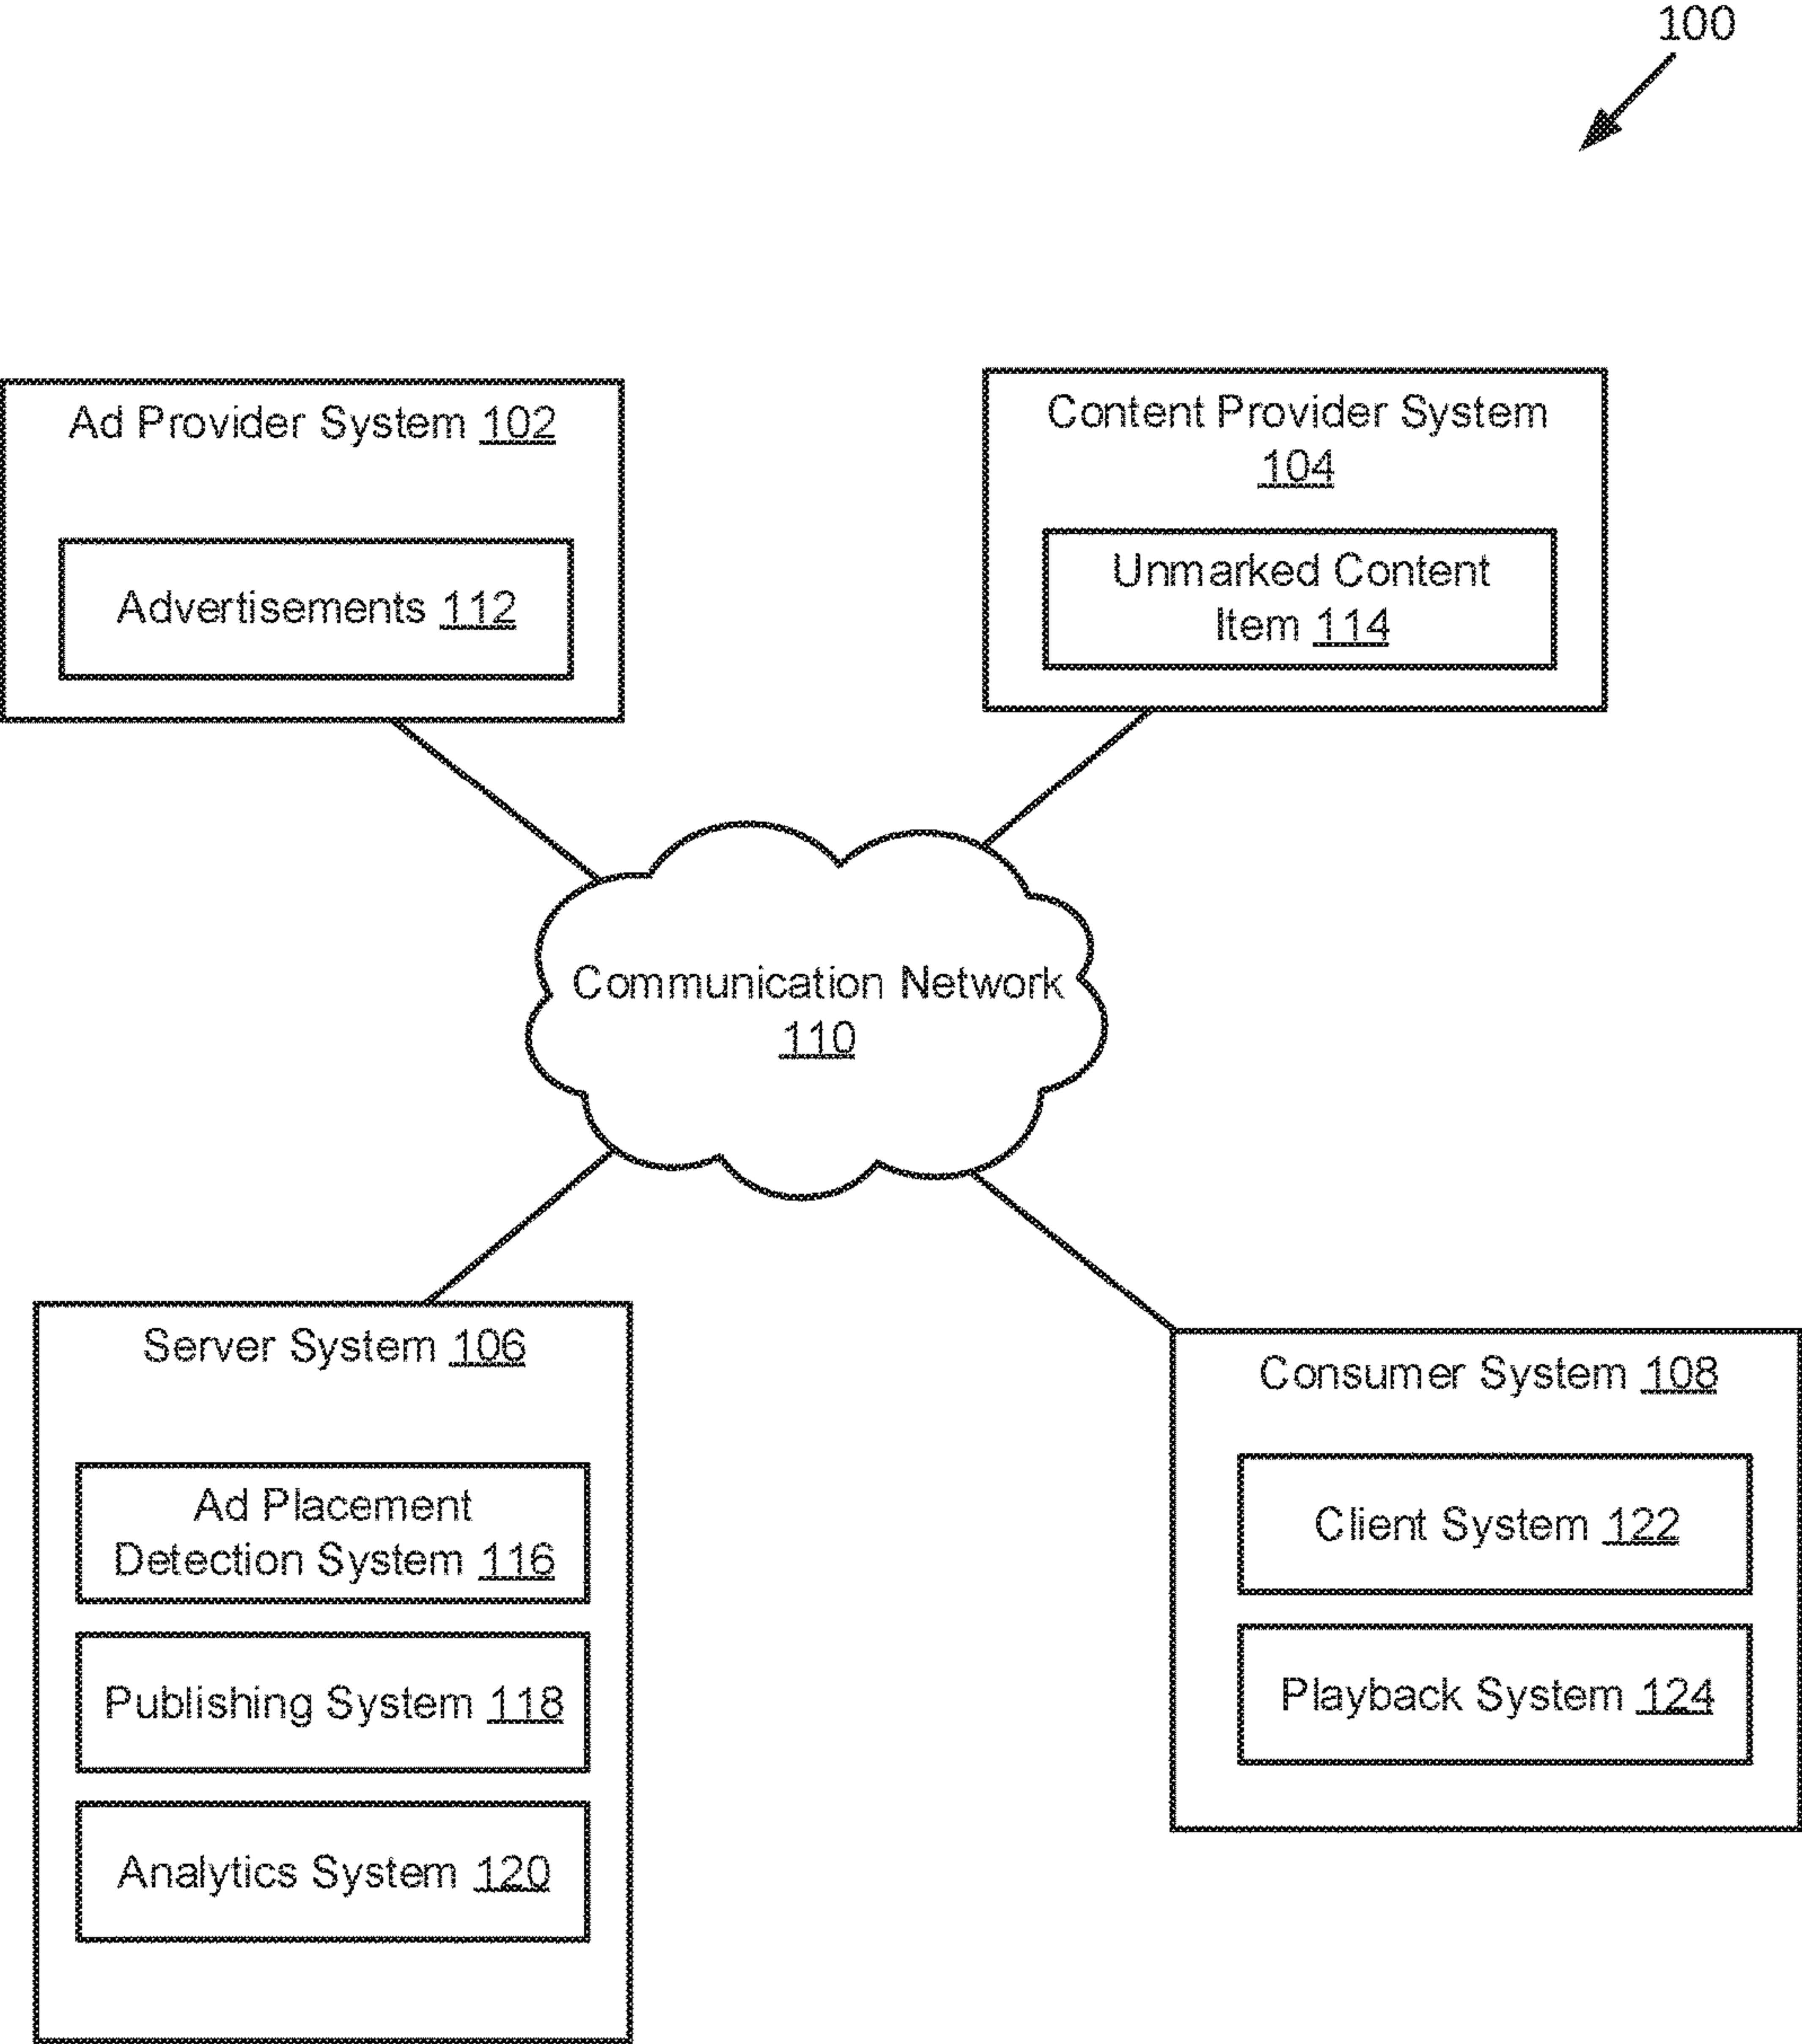 100
Ad Provider System 102
Advertisements 112
Content Provider System
104
Unmarked Content
Item 114
Communication Network
110
Server System 106
Ad Placement
Detection System 116
Publishing System 118
Analytics System 120
Consumer System 108
Client System 122
Playback System 124